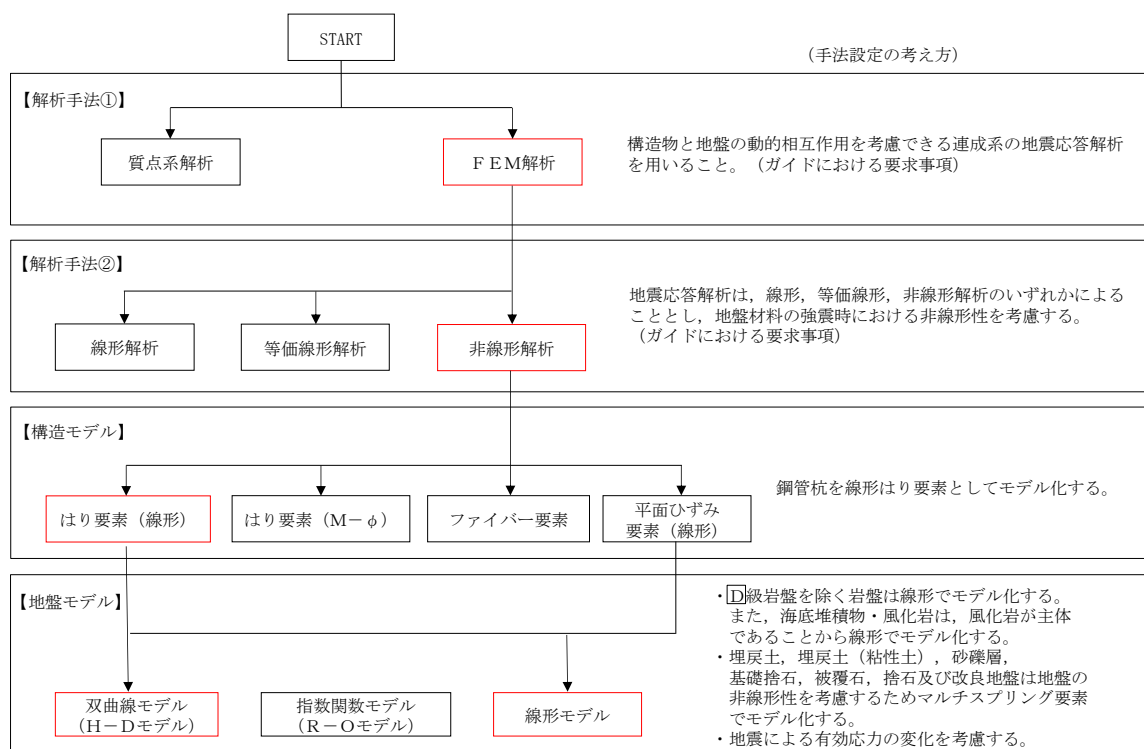 START
（手法設定の考え方）
【解析手法①】
質点系解析
ＦＥＭ解析
構造物と地盤の動的相互作用を考慮できる連成系の地震応答解析
を用いること。（ガイドにおける要求事項）
【解析手法②】
線形解析
等価線形解析
非線形解析
地震応答解析は，線形，等価線形，非線形解析のいずれかによる
こととし，地盤材料の強震時における非線形性を考慮する。
（ガイドにおける要求事項）
【構造モデル】
はり要素（線形）
はり要素（Ｍ－φ）
ファイバー要素
平面ひずみ
要素（線形）
鋼管杭を線形はり要素としてモデル化する。
【地盤モデル】
双曲線モデル
（Ｈ－Ｄモデル）
指数関数モデル
（Ｒ－Ｏモデル）
線形モデル
・Ｄ級岩盤を除く岩盤は線形でモデル化する。
また，海底堆積物・風化岩は，風化岩が主体
であることから線形でモデル化する。
・埋戻土，埋戻土（粘性土），砂礫層，
基礎捨石，被覆石，捨石及び改良地盤は地盤の
非線形性を考慮するためマルチスプリング要素
でモデル化する。
・地震による有効応力の変化を考慮する。